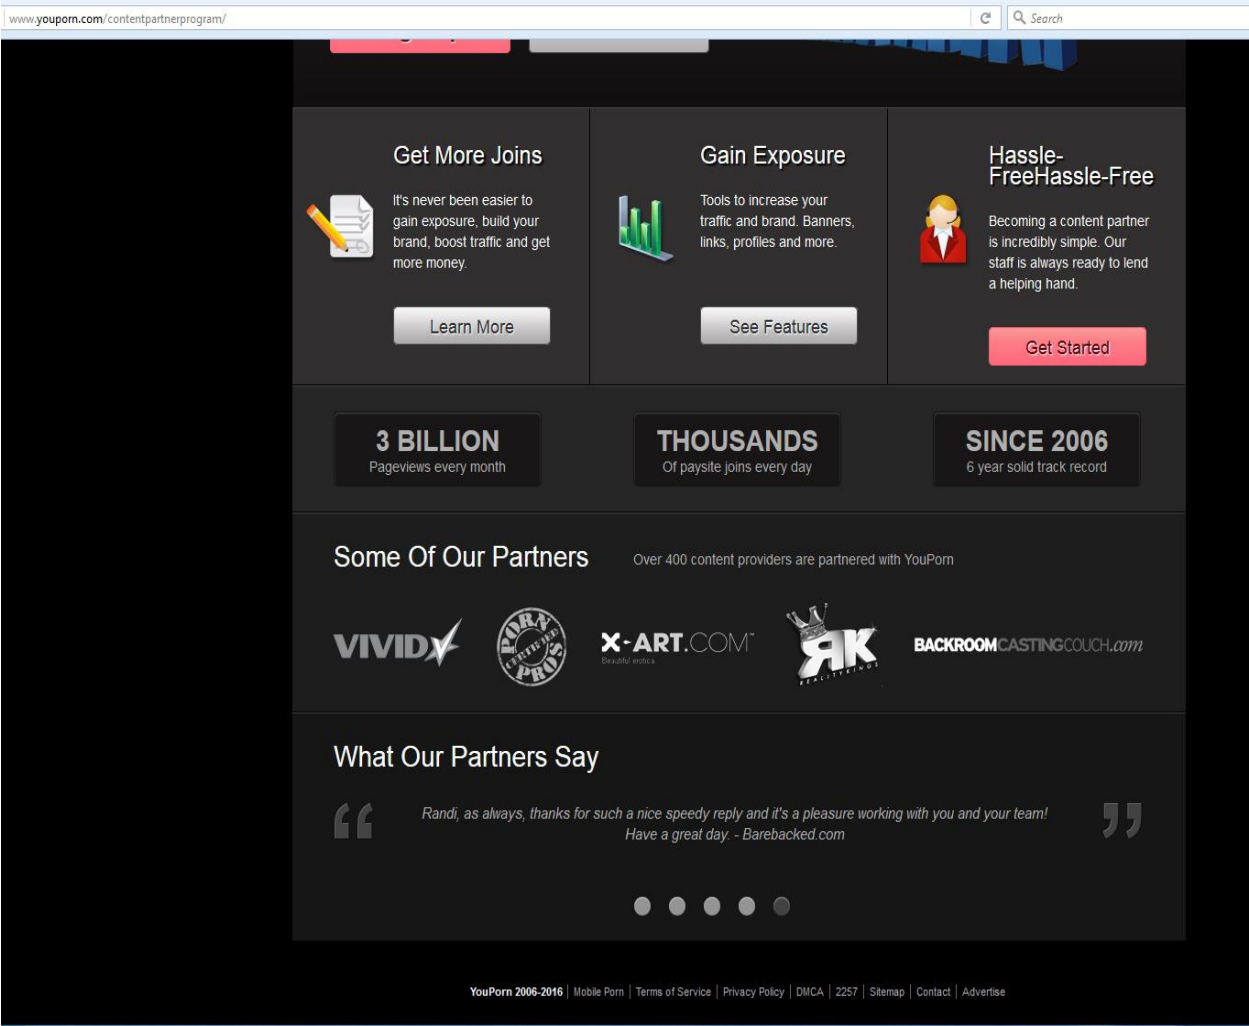 www.youporn.com/contentpartnerprogram/
Search
Get More Joins
It's never been easier to
gain exposure, build your
brand, boost traffic and get
more money.
Learn More
Gain Exposure
Tools to increase your
traffic and brand. Banners,
links, profiles and more.
See Features
Hassle-
FreeHassle-Free
Becoming a content partner
is incredibly simple. Our
staff is always ready to lend
a helping hand.
Get Started
3 BILLION
Pageviews every month
THOUSANDS
Of paysite joins every day
SINCE 2006
6 year solid track record
Some Of Our Partners
Over 400 content providers are partnered with YouPorn
VIVID
PORN
CERTIFIED
PROS
X-ART.COM™
Beautiful erotica
RK
REALITYKINGS
BACKROOMCASTINGCOUCH.com
What Our Partners Say
“ Randi, as always, thanks for such a nice speedy reply and it's a pleasure working with you and your team! ”
Have a great day. - Barebacked.com
YouPorn 2006-2016 | Mobile Porn | Terms of Service | Privacy Policy | DMCA | 2257 | Sitemap | Contact | Advertise